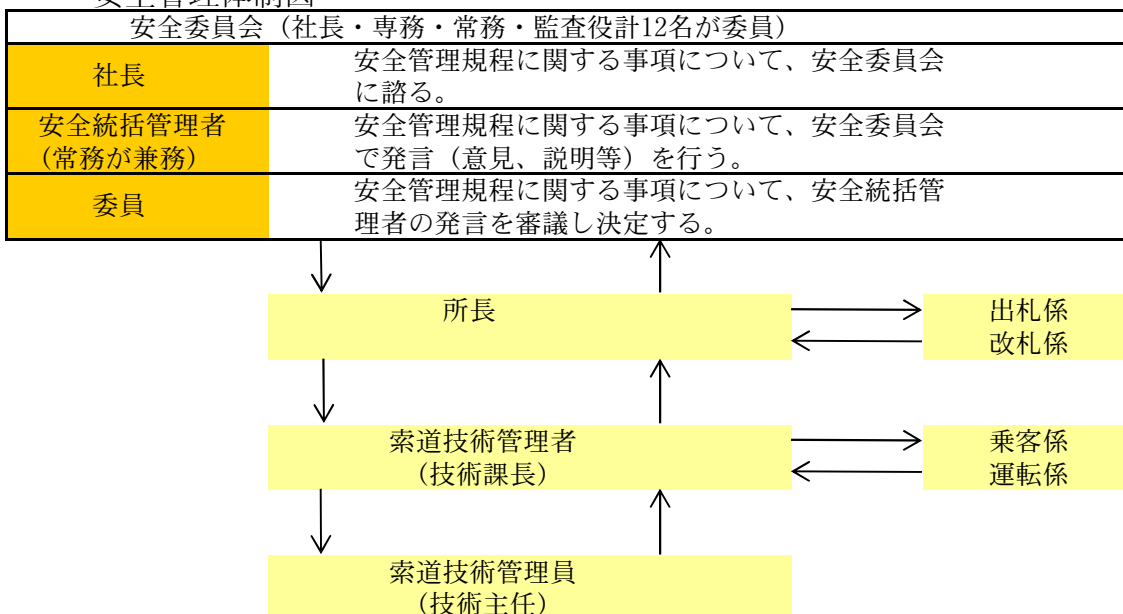 安全管理体制図
安全委員会（社長・専務・常務・監査役計12名が委員）
社長
安全管理規程に関する事項について、安全委員会
に諮る。
安全統括管理者
（常務が兼務）
安全管理規程に関する事項について、安全委員会
で発言（意見、説明等）を行う。
委員
安全管理規程に関する事項について、安全統括管
理者の発言を審議し決定する。
所長
出札係
改札係
索道技術管理者
（技術課長）
乗客係
運転係
索道技術管理員
（技術主任）